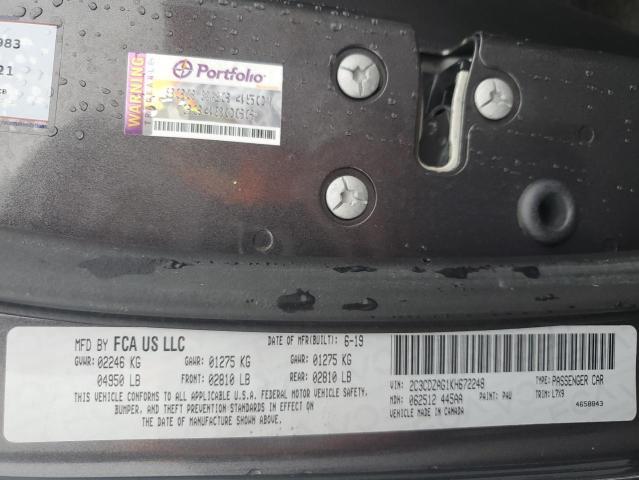 983
21
WARNING
TRACEABLE
Portfolio
MFD BY FCA US LLC
DATE OF MFR(BUILT): 6-19
GVWR: 02246 KG GAWR: 01275 KG GAWR: 01275 KG
04950 LB FRONT: 02810 LB REAR: 02810 LB
THIS VEHICLE CONFORMS TO ALL APPLICABLE U.S.A. FEDERAL MOTOR VEHICLE SAFETY,
BUMPER, AND THEFT PREVENTION STANDARDS IN EFFECT ON
THE DATE OF MANUFACTURE SHOWN ABOVE.
VIN: 2C3CDZAG1KH672248 TYPE: PASSENGER CAR
MDH: 062512 445AA PAINT: PAU TRIM: L7X9
VEHICLE MADE IN CANADA 4658843